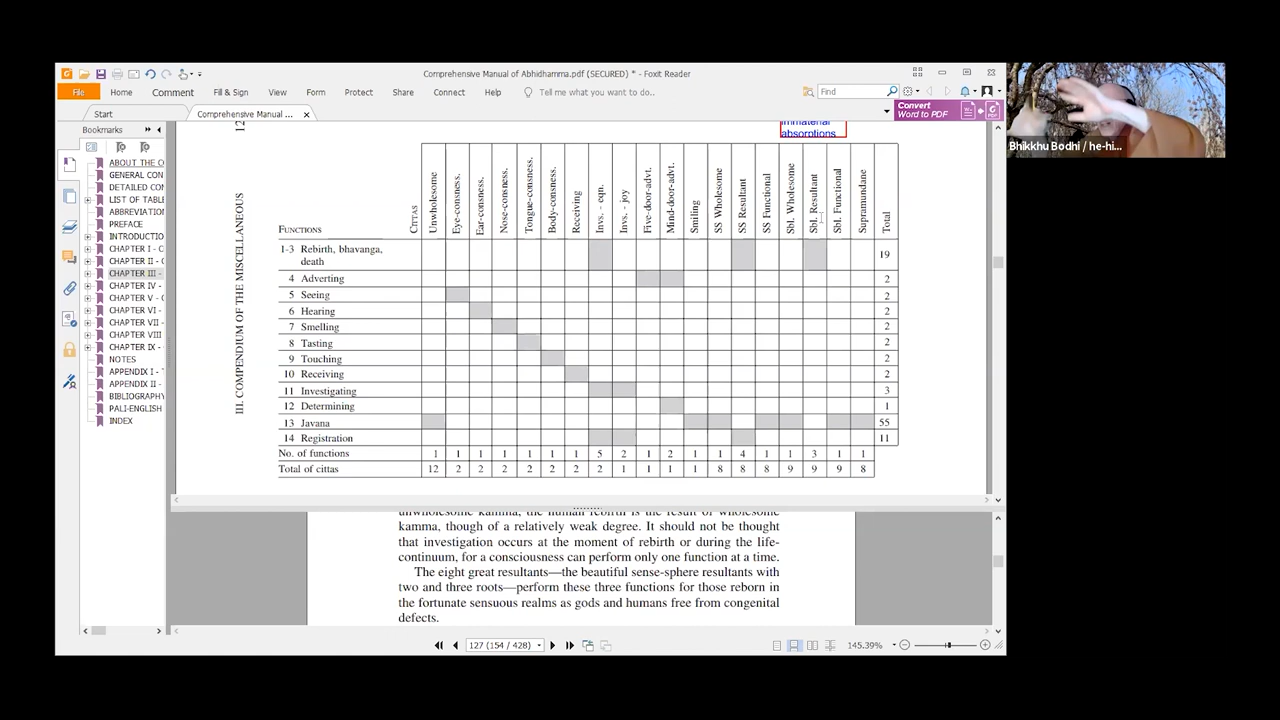 Comprehensive Manual of Abhidhamma.pdf (SECURED) * - Foxit Reader
File Home Comment Fill & Sign View Form Protect Share Connect Help Tell me what you want to do.. Find
Start Comprehensive Manual ...
Convert
Word to PDF
Bookmarks
ABOUT THE C
GENERAL CON
DETAILED CON
LIST OF TABLE
ABBREVIATION
PREFACE
INTRODUCTIO
CHAPTER I - C
CHAPTER II - C
CHAPTER III -
CHAPTER IV -
CHAPTER V - C
CHAPTER VI -
CHAPTER VII -
CHAPTER VIII
CHAPTER IX - C
NOTES
APPENDIX I - T
APPENDIX II -
BIBLIOGRAPHY
PALI-ENGLISH
INDEX
immaterial
absorptions
III. COMPENDIUM OF THE MISCELLANEOUS
FUNCTIONS CITTAS Unwholesome Eye-consness. Ear-consness. Nose-consness. Tongue-consness. Body-consness. Receiving Invs. - eqn. Invs. - joy Five-door-advt. Mind-door-advt. Smiling SS Wholesome SS Resultant SS Functional Sbl. Wholesome Sbl. Resultant Sbl. Functional Supramundane Total
1-3 Rebirth, bhavanga,
death 19
4 Adverting 2
5 Seeing 2
6 Hearing 2
7 Smelling 2
8 Tasting 2
9 Touching 2
10 Receiving 2
11 Investigating 3
12 Determining 1
13 Javana 55
14 Registration 11
No. of functions 1 1 1 1 1 1 1 5 2 1 2 1 1 4 1 1 3 1 1
Total of cittas 12 2 2 2 2 2 2 2 1 1 1 1 8 8 8 9 9 9 8
unwholesome kamma, the human rebirth is the result of wholesome
kamma, though of a relatively weak degree. It should not be thought
that investigation occurs at the moment of rebirth or during the life-
continuum, for a consciousness can perform only one function at a time.
The eight great resultants—the beautiful sense-sphere resultants with
two and three roots—perform these three functions for those reborn in
the fortunate sensuous realms as gods and humans free from congenital
defects.
127 (154 / 428) 145.39%
Bhikkhu Bodhi / he-hi...